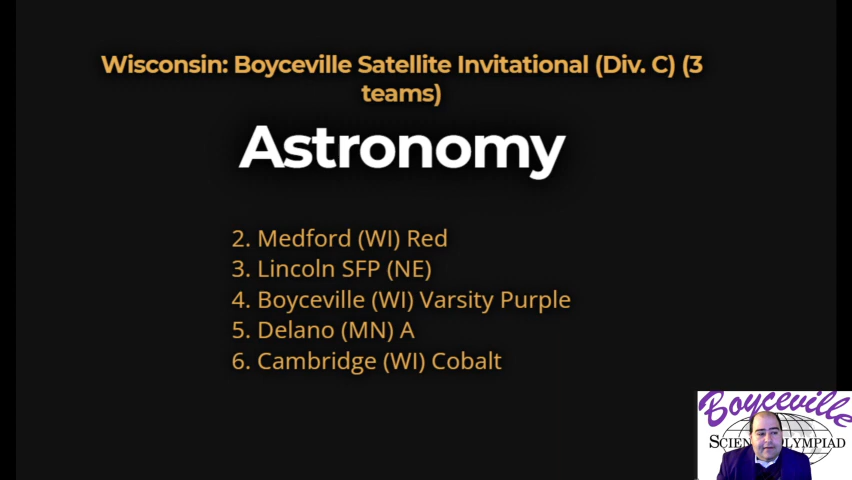 Wisconsin: Boyceville Satellite Invitational (Div. C) (3
teams)
Astronomy
2. Medford (WI) Red
3. Lincoln SFP (NE)
4. Boyceville (WI) Varsity Purple
5. Delano (MN) A
6. Cambridge (WI) Cobalt
Boyceville